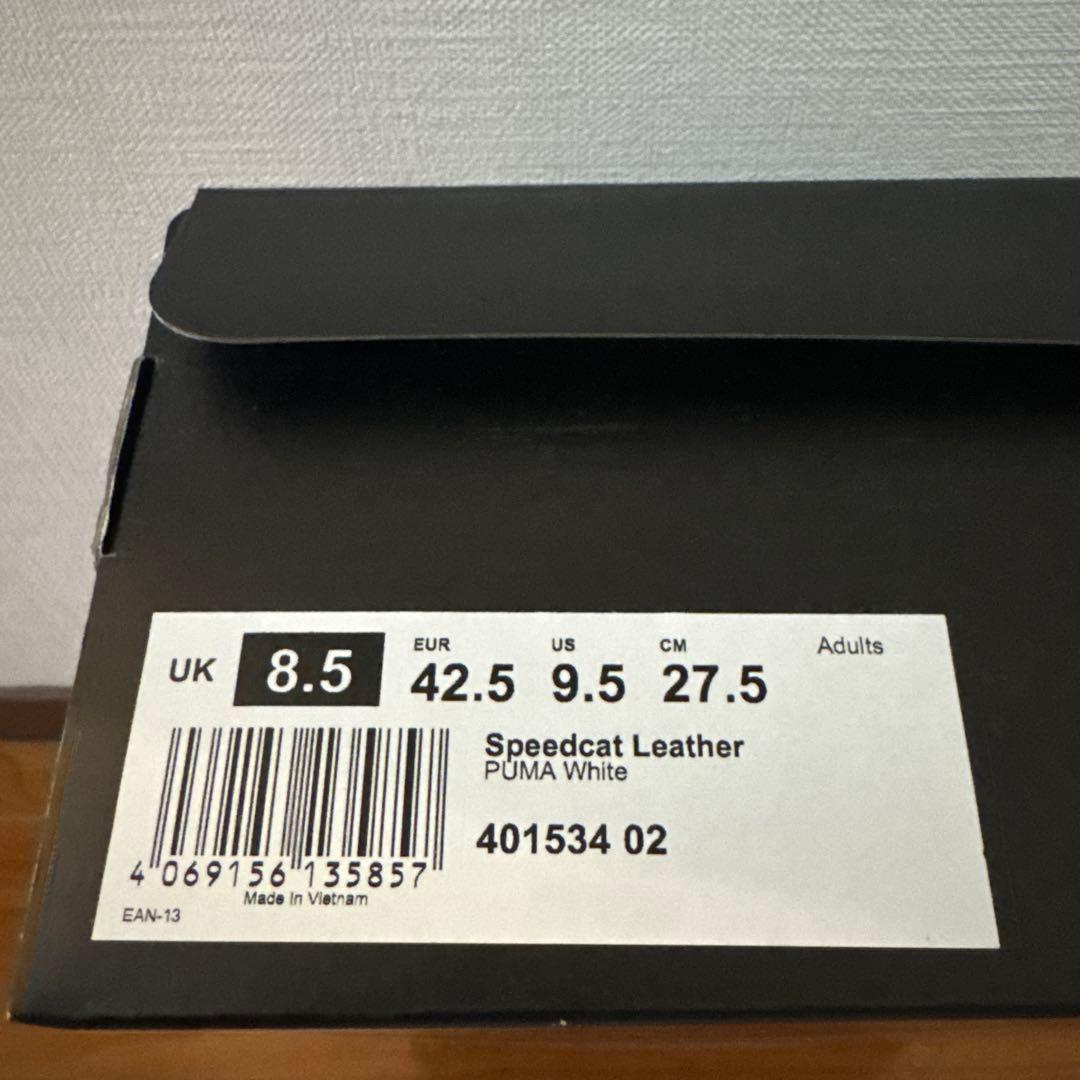 UK 8.5 EUR 42.5 US 9.5 CM 27.5 Adults
Speedcat Leather
PUMA White
401534 02
4 069156 135857
Made in Vietnam
EAN-13